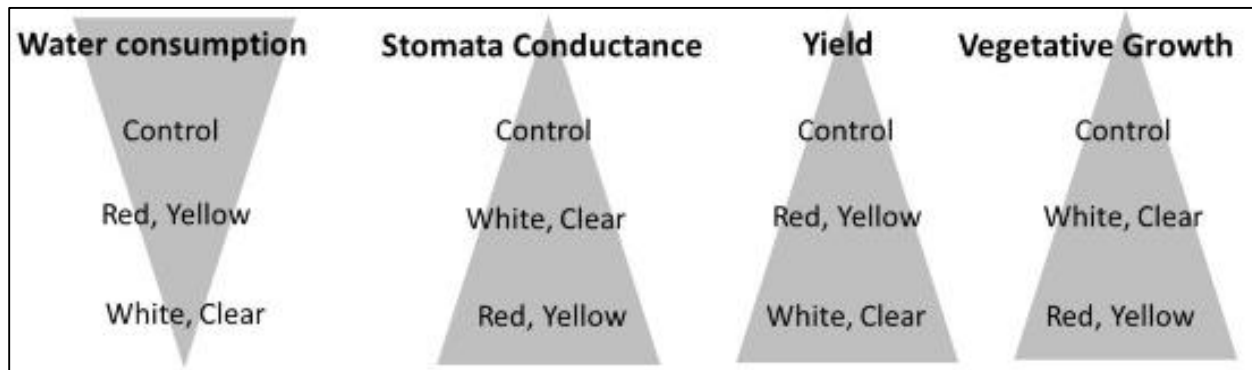 Water consumption
Control
Red, Yellow
White, Clear
Stomata Conductance
Control
White, Clear
Red, Yellow
Yield
Control
Red, Yellow
White, Clear
Vegetative Growth
Control
White, Clear
Red, Yellow